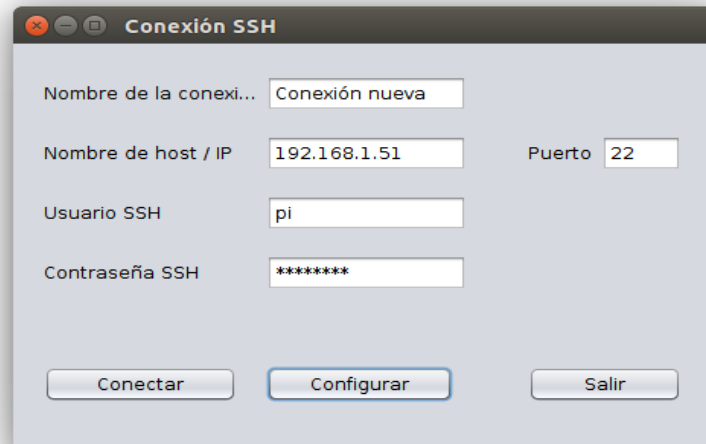 Conexión SSH
Nombre de la conexi... Conexión nueva
Nombre de host / IP 192.168.1.51 Puerto 22
Usuario SSH pi
Contraseña SSH ********
Conectar Configurar Salir